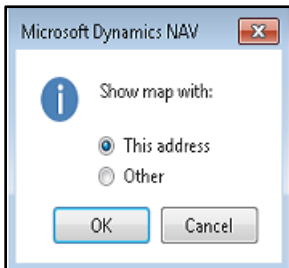 Microsoft Dynamics NAV
Show map with:
This address
Other
OK
Cancel